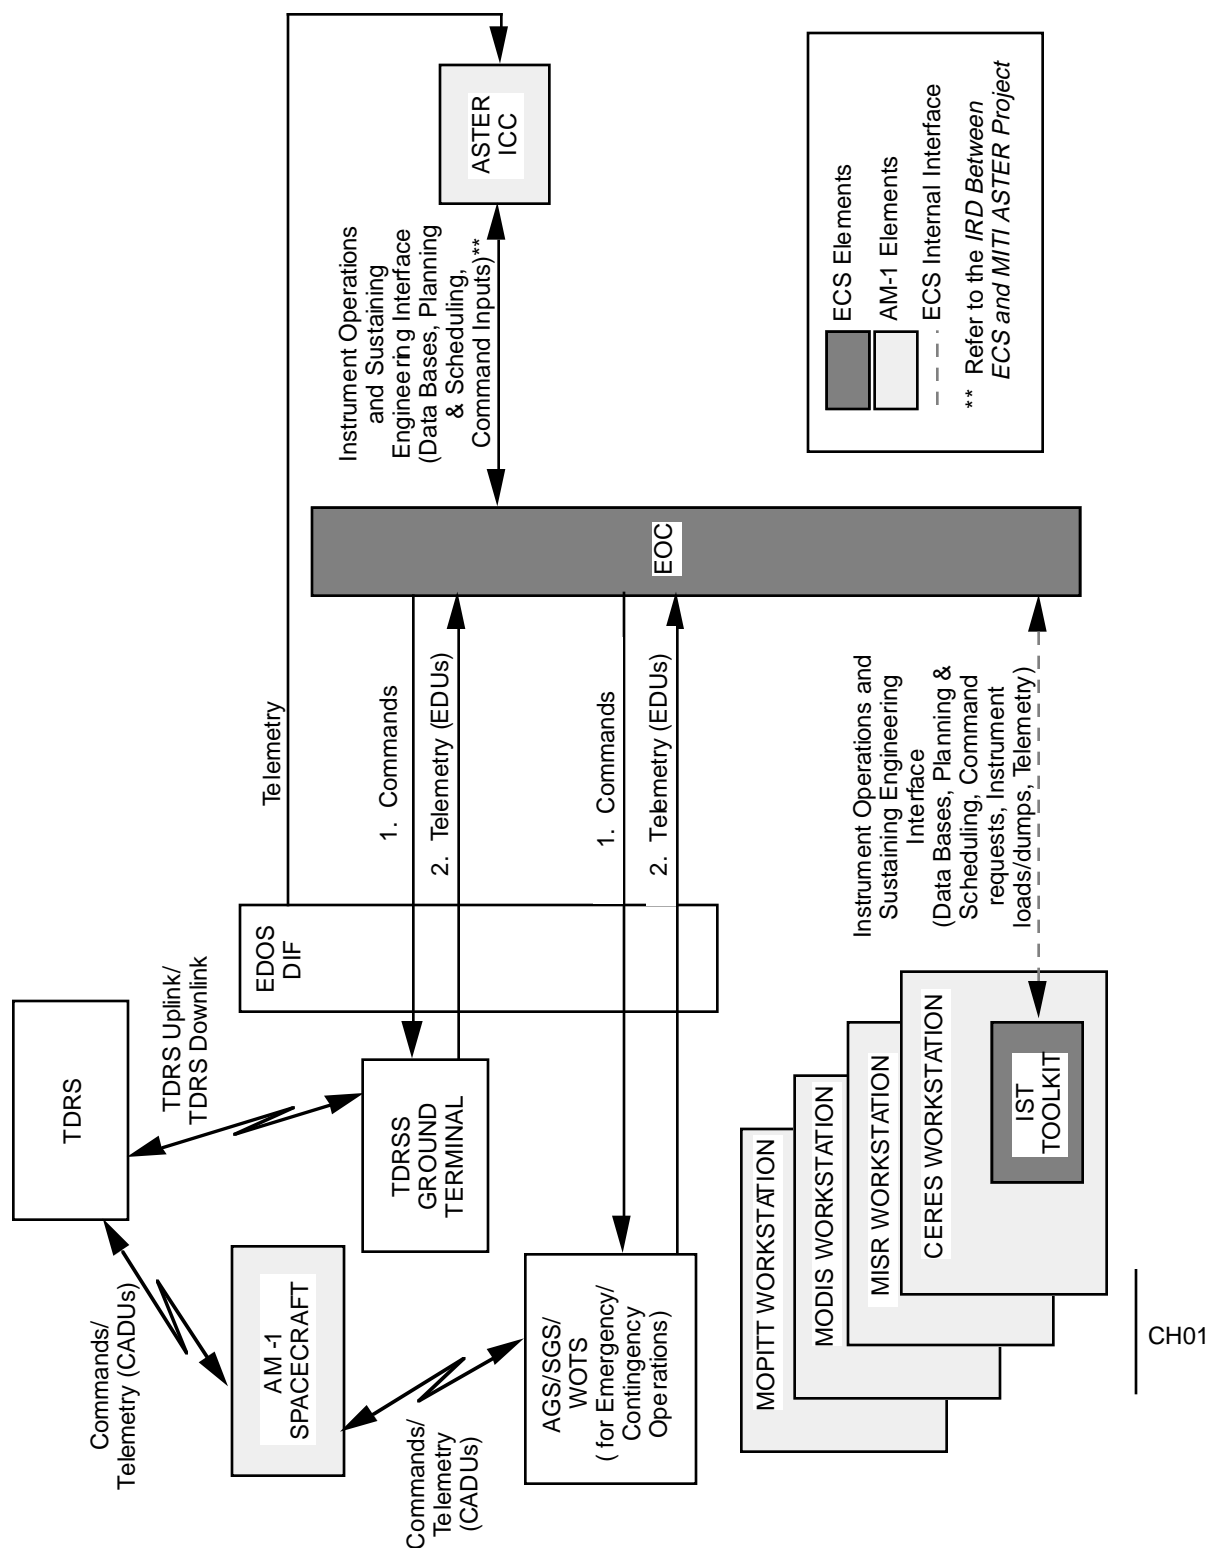 TDRS
TDRS Uplink/
TDRS Downlink
Commands/
Telemetry (CADUs)
AM -1
SPACECRAFT
TDRSS
GROUND
TERMINAL
Commands/
Telemetry
(CADUs)
AGS/SGS/
WOTS
( for Emergency/
Contingency
Operations)
EDOS
DIF
Telemetry
1. Commands
2. Telemetry (EDUs)
1. Commands
2. Telemetry (EDUs)
EOC
ASTER
ICC
Instrument Operations
and Sustaining
Engineering Interface
(Data Bases, Planning
& Scheduling,
Command Inputs)**
MOPITT WORKSTATION
MODIS WORKSTATION
MISR WORKSTATION
CERES WORKSTATION
IST
TOOLKIT
Instrument Operations and
Sustaining Engineering
Interface
(Data Bases, Planning &
Scheduling, Command
requests, Instrument
loads/dumps, Telemetry)
ECS Elements
AM-1 Elements
ECS Internal Interface
** Refer to the IRD Between
ECS and MITI ASTER Project
CH01